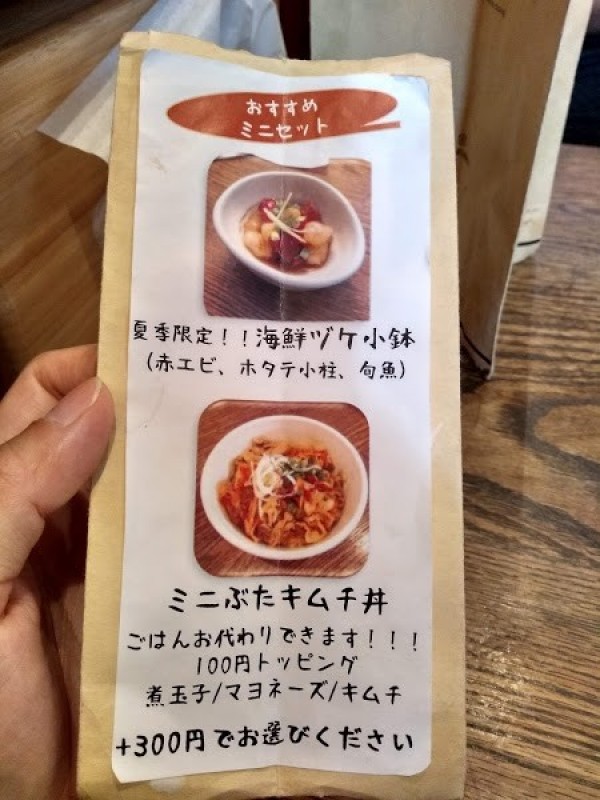 おすすめ
ミニセット
夏季限定！！海鮮ヅケ小鉢
（赤エビ、ホタテ小柱、旬魚）
ミニぶたキムチ丼
ごはんお代わりできます！！！
100円トッピング
煮玉子/マヨネーズ/キムチ
+300円でお選びください